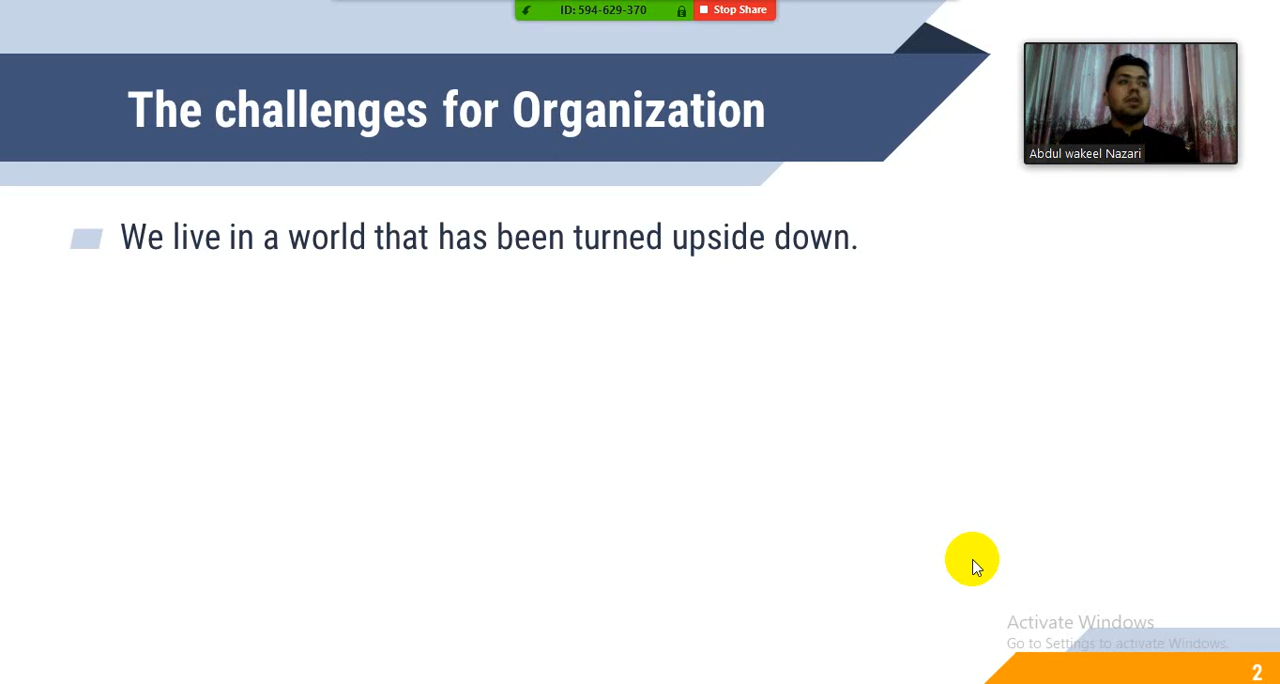 ID: 594-629-370
Stop Share
The challenges for Organization
Abdul wakeel Nazari
We live in a world that has been turned upside down.
Activate Windows
Go to Settings to activate Windows.
2